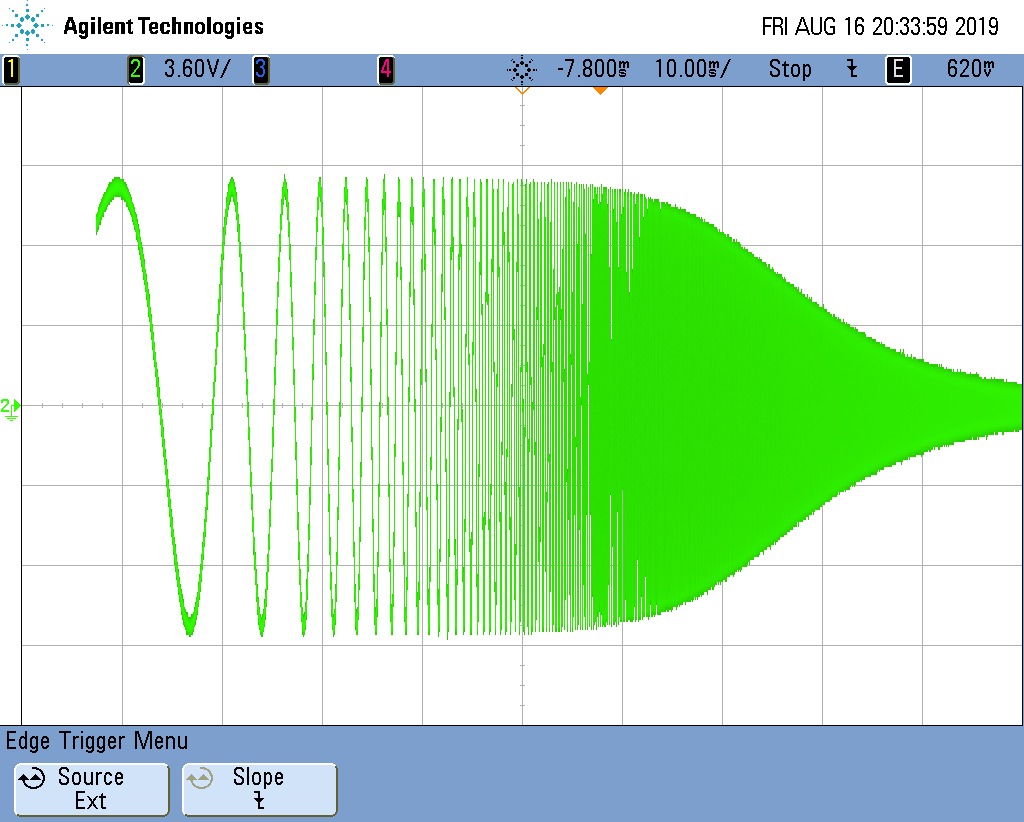 Agilent Technologies FRI AUG 16 20:33:59 2019
1 2 3.60V/ 3 4 -7.800ms 10.00ms/ Stop E 620mV
2
Edge Trigger Menu
Source Slope
Ext